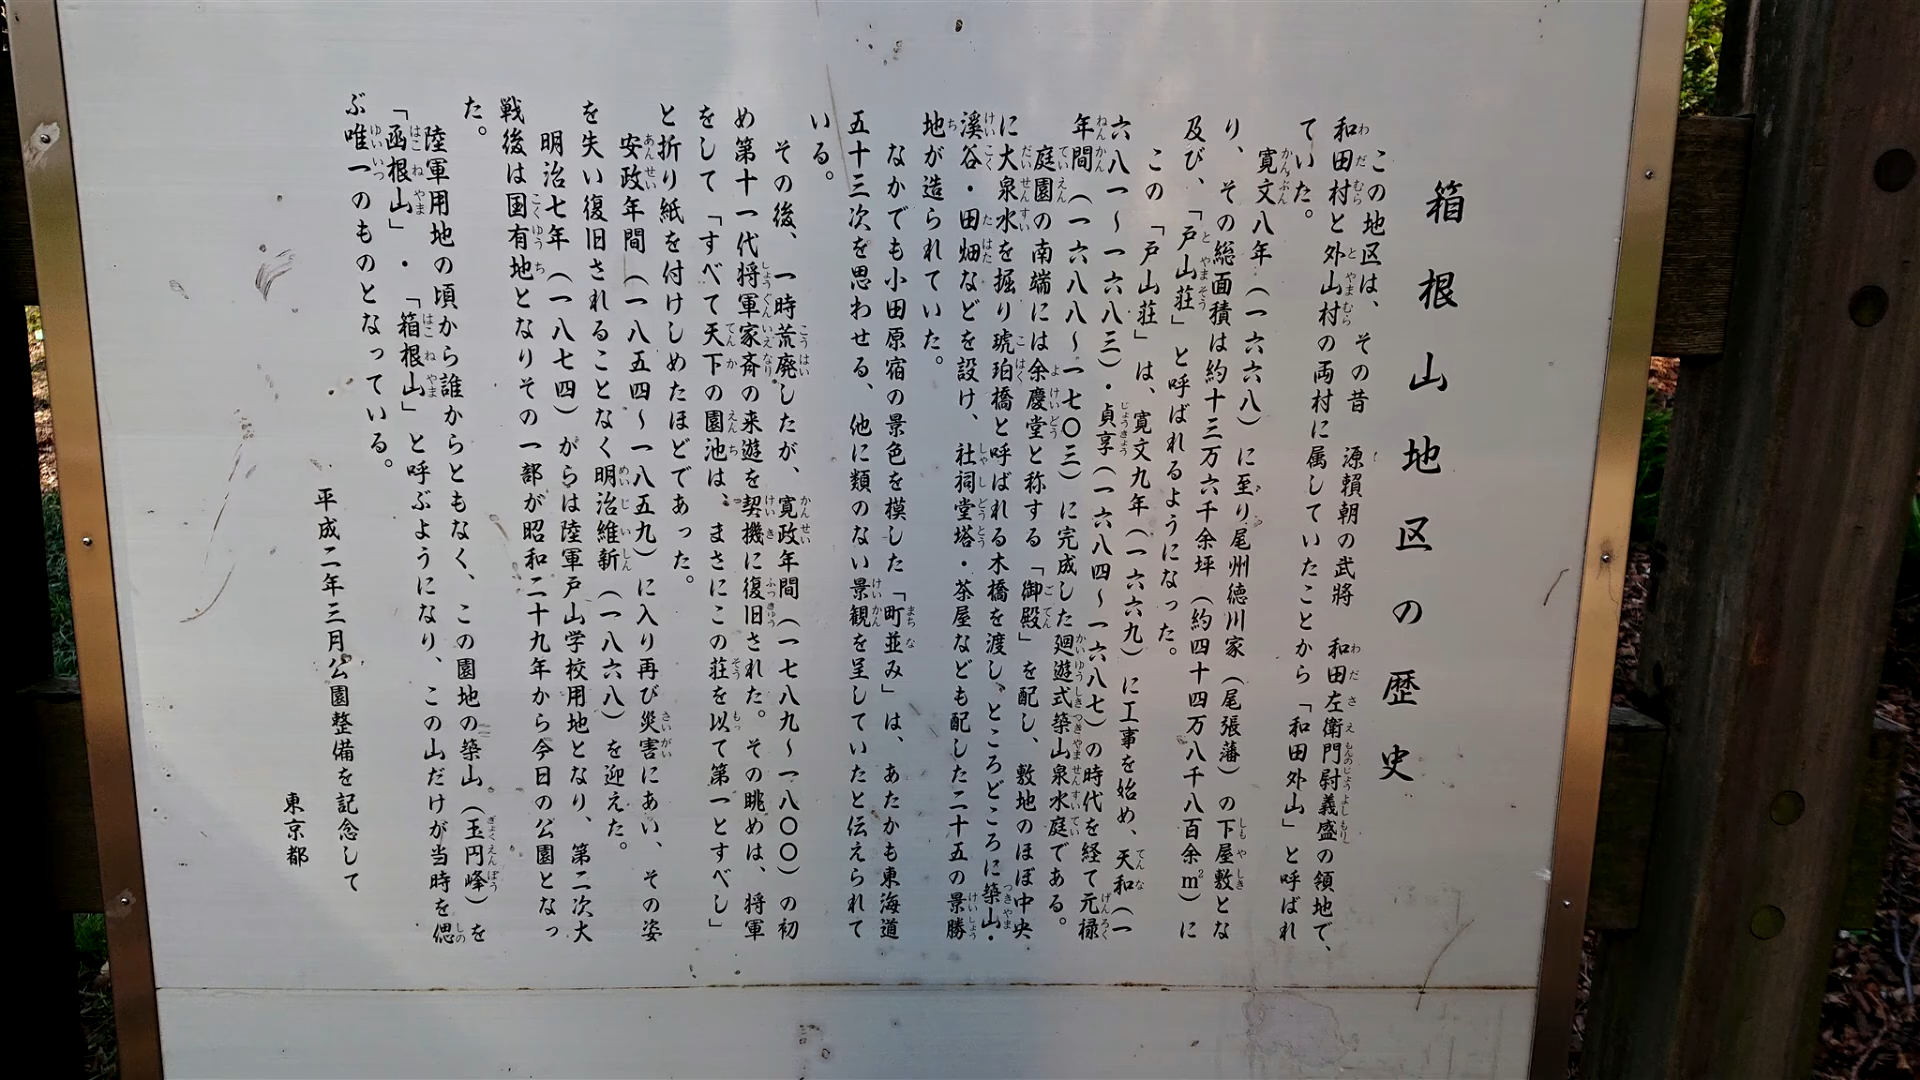 箱根山地区の歴史
この地区は、その昔　源賴朝の武將　和田左衛門尉義盛の領地で、
和田村と外山村の両村に属していたことから「和田外山」と呼ばれ
ていた。
寛文八年（一六六八）に至り尾州徳川家（尾張藩）の下屋敷とな
り、その総面積は約十三万六千余坪（約四十四万八千八百余m²）に
及び、「戸山荘」と呼ばれるようになった。
この「戸山荘」は、寛文九年（一六六九）に工事を始め、天和（一
六八一～一六八三）・貞享（一六八四～一六八七）の時代を経て元禄
年間（一六八八～一七〇三）に完成した廻遊式築山泉水庭である。
庭園の南端には余慶堂と称する「御殿」を配し、敷地のほぼ中央
に大泉水を掘り琥珀橋と呼ばれる木橋を渡し、ところどころに築山・
溪谷・田畑などを設け、社祠堂塔・茶屋なども配した二十五の景勝
地が造られていた。
なかでも小田原宿の景色を模した「町並み」は、あたかも東海道
五十三次を思わせる、他に類のない景観を呈していたと伝えられて
いる。
その後、一時荒廃したが、寛政年間（一七八九～一八〇〇）の初
め第十一代将軍家斉の来遊を契機に復旧された。その眺めは、将軍
をして「すべて天下の園池は、まさにこの荘を以て第一とすべし」
と折り紙を付けしめたほどであった。
安政年間（一八五四～一八五九）に入り再び災害にあい、その姿
を失い復旧されることなく明治維新（一八六八）を迎えた。
明治七年（一八七四）がらは陸軍戸山学校用地となり、第二次大
戦後は国有地となりその一部が昭和二十九年から今日の公園となっ
た。
陸軍用地の頃から誰からともなく、この園地の築山（玉円峰）を
「函根山」・「箱根山」と呼ぶようになり、この山だけが当時を偲
ぶ唯一のものとなっている。
平成二年三月公園整備を記念して
東京都